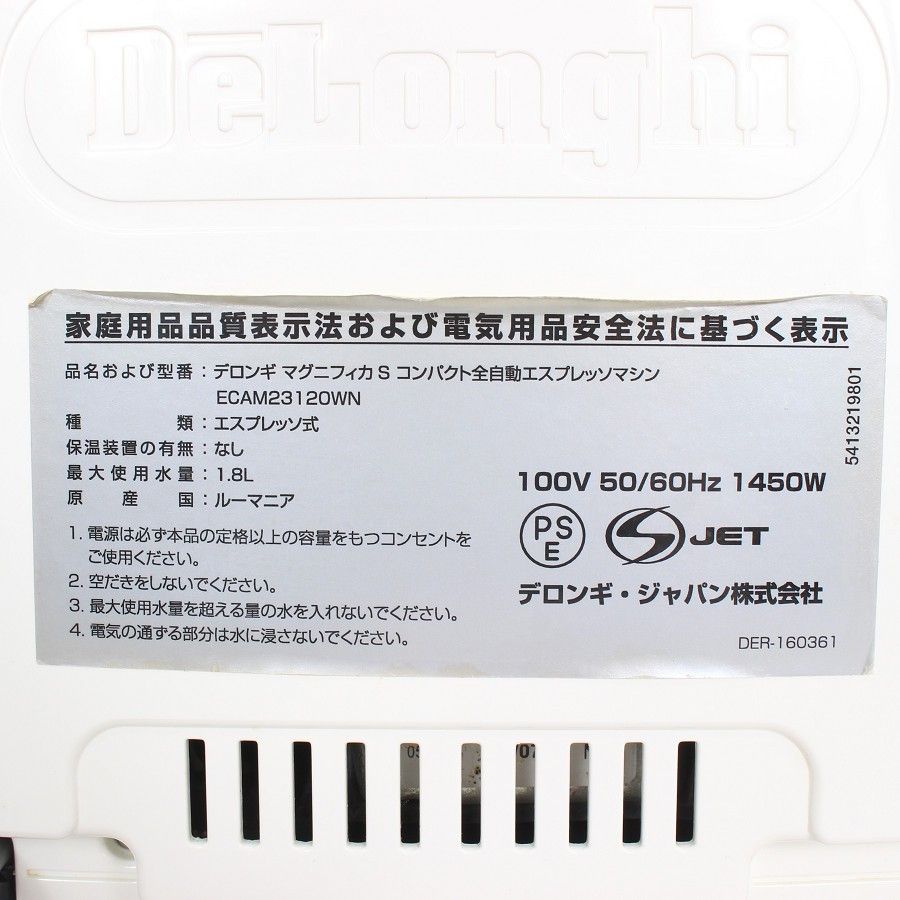 DēLonghi
家庭用品品質表示法および電気用品安全法に基づく表示
品名および型番：デロンギ マグニフィカ S コンパクト全自動エスプレッソマシン
ECAM23120WN
種類：エスプレッソ式
保温装置の有無：なし
最大使用水量：1.8L
原産国：ルーマニア
1. 電源は必ず本品の定格以上の容量をもつコンセントを
ご使用ください。
2. 空だきをしないでください。
3. 最大使用水量を超える量の水を入れないでください。
4. 電気の通ずる部分は水に浸さないでください。
5413219801
100V 50/60Hz 1450W
PS
E
S JET
デロンギ・ジャパン株式会社
DER-160361